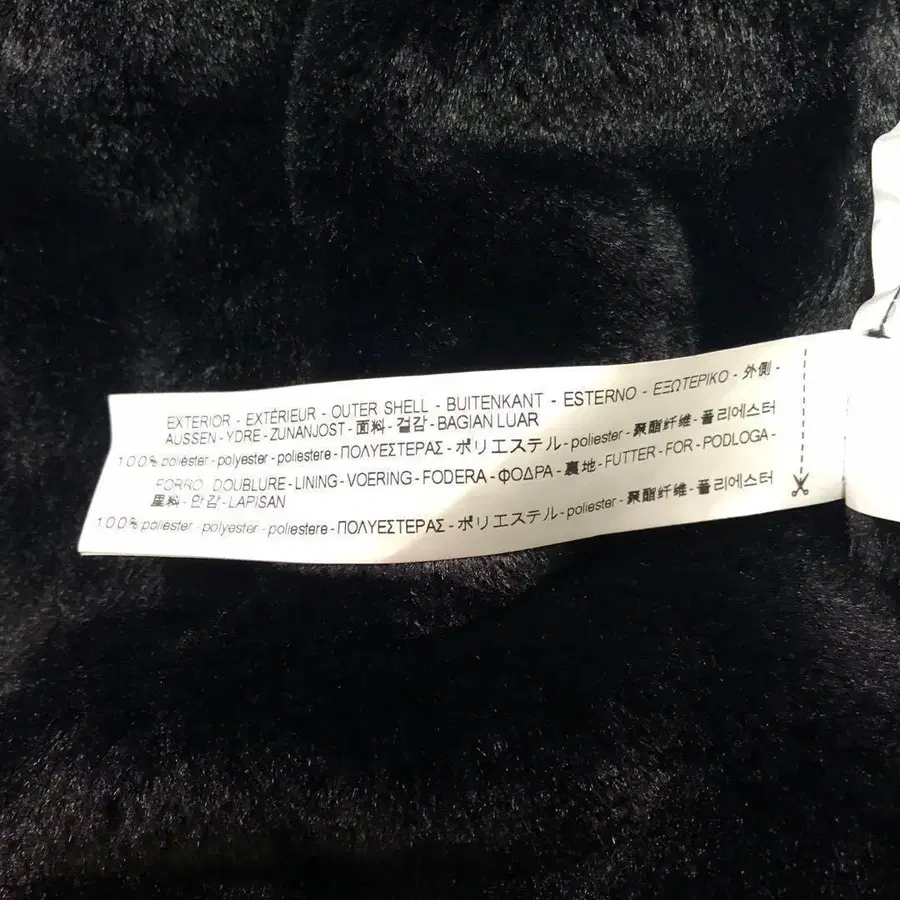 EXTERIOR - EXTÉRIEUR - OUTER SHELL - BUITENKANT - ESTERNO - ΕΞΩΤΕΡΙΚΟ - 外側 -
AUSSEN - YDRE - ZUNANJOST - 面料 - 겉감 - BAGIAN LUAR
100% poliéster - polyester - poliestere - ΠΟΛΥΕΣΤΕΡΑΣ - ポリエステル - poliester - 聚酯纤维 - 폴리에스터
FORRO DOUBLURE - LINING - VOERING - FODERA - ΦΟΔΡΑ - 裏地 - FUTTER - FOR - PODLOGA -
里料 - 안감 - LAPISAN
100% poliester - polyester - poliestere - ΠΟΛΥΕΣΤΕΡΑΣ - ポリエステル - poliester - 聚酯纤维 - 폴리에스터